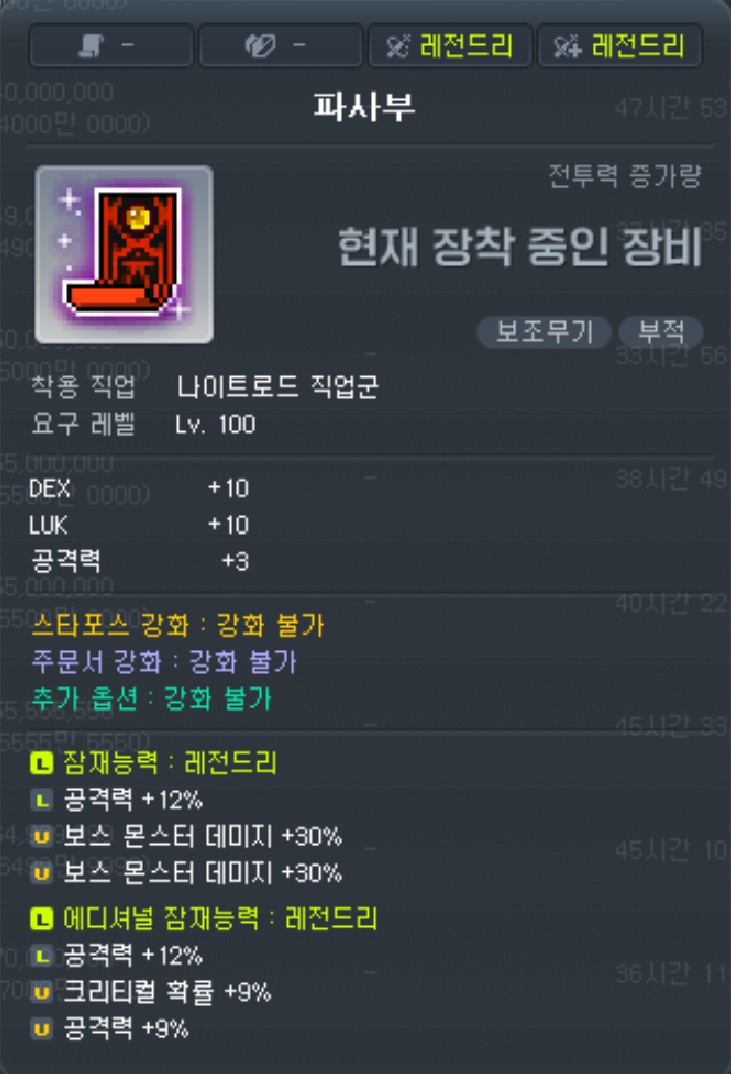 - - 레전드리 레전드리
파사부
전투력 증가량
현재 장착 중인 장비
보조무기 부적
착용 직업 나이트로드 직업군
요구 레벨 Lv. 100
DEX +10
LUK +10
공격력 +3
스타포스 강화 : 강화 불가
주문서 강화 : 강화 불가
추가 옵션 : 강화 불가
L 잠재능력 : 레전드리
L 공격력 +12%
U 보스 몬스터 데미지 +30%
U 보스 몬스터 데미지 +30%
L 에디셔널 잠재능력 : 레전드리
L 공격력 +12%
U 크리티컬 확률 +9%
U 공격력 +9%